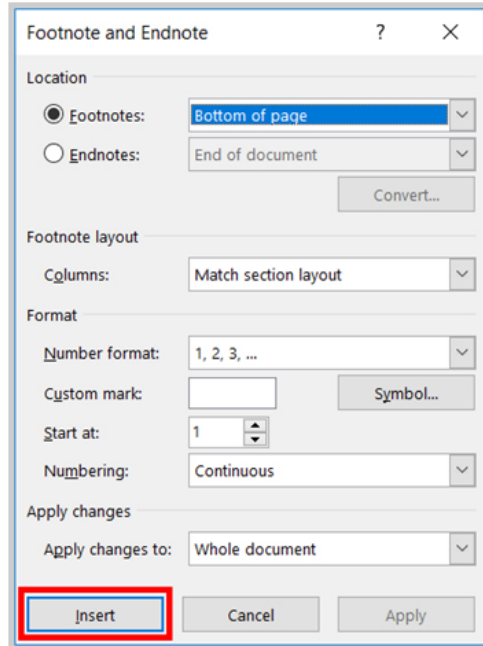 Footnote and Endnote ? ×
Location
Footnotes: Bottom of page
Endnotes: End of document
Convert...
Footnote layout
Columns: Match section layout
Format
Number format: 1, 2, 3, ...
Custom mark: Symbol...
Start at: 1
Numbering: Continuous
Apply changes
Apply changes to: Whole document
Insert Cancel Apply